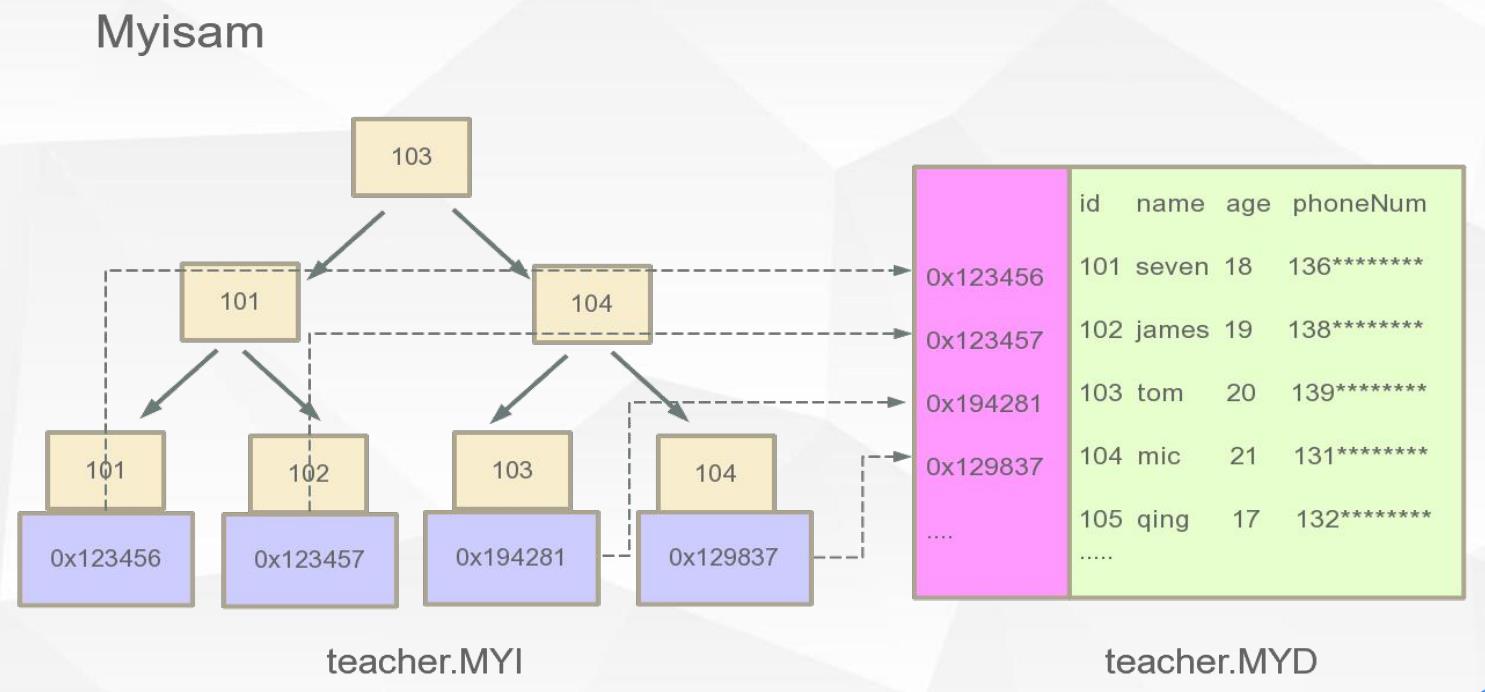 Myisam
103
101
104
101
102
103
104
0x123456
0x123457
0x194281
0x129837
teacher.MYI
0x123456
0x123457
0x194281
0x129837
....
id name age phoneNum
101 seven 18 136********
102 james 19 138********
103 tom 20 139********
104 mic 21 131********
105 qing 17 132********
.....
teacher.MYD